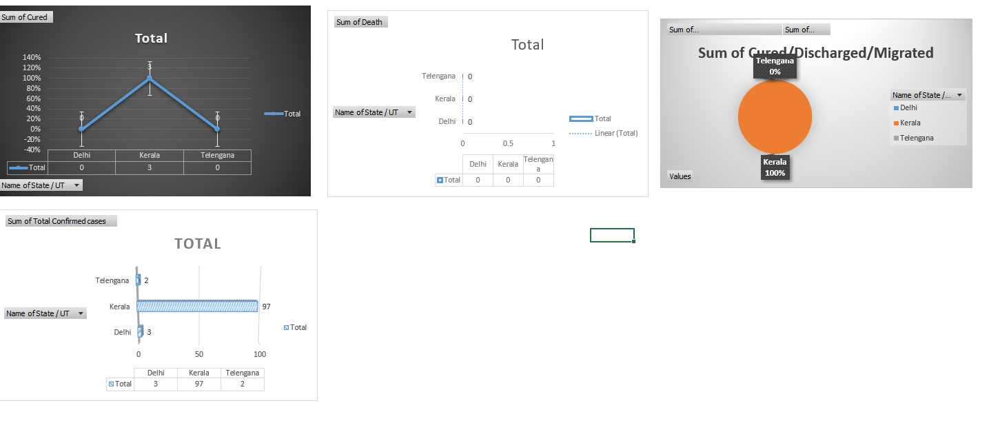 Sum of Cured
Total
140%
120%
100%
80%
60%
40%
20%
0%
-20%
-40%
0
3
0
Total
Delhi
Kerala
Telengana
Total
0
3
0
Name of State / UT
Sum of Death
Total
Telengana
0
Kerala
0
Delhi
0
Name of State / UT
0
0.5
1
Total
Linear (Total)
Delhi
Kerala
Telengan
a
Total
0
0
0
Sum of...
Sum of...
Sum of Cured/Discharged/Migrated
Telengana
0%
Kerala
100%
Name of State /...
Delhi
Kerala
Telengana
Values
Sum of Total Confirmed cases
TOTAL
Telengana
2
Kerala
97
Delhi
3
Name of State / UT
0
50
100
Total
Delhi
Kerala
Telengana
Total
3
97
2